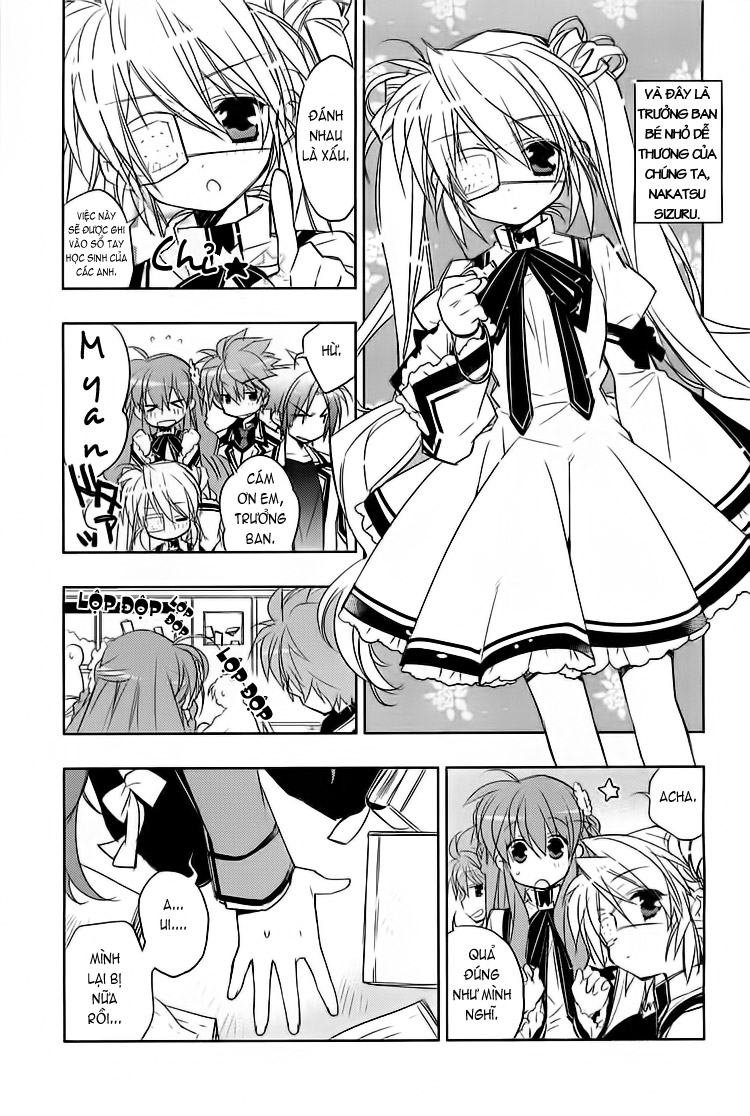 VÀ ĐÂY LÀ
TRƯỞNG BAN
BÉ NHỎ DỄ
THƯƠNG CỦA
CHÚNG TA,
NAKATSU
SIZURU.
ĐÁNH
NHAU
LÀ XẤU.
VIỆC NÀY
SẼ ĐƯỢC GHI
VÀO SỔ TAY
HỌC SINH CỦA
CÁC ANH.
Chỉ
HỪ.
Myan
CÁM
ƠN EM,
TRƯỞNG
BAN.
LỘP ĐỘP
LỘP
ĐỘP
LỘP ĐỘP
ACHA.
QUẢ
ĐÚNG
NHƯ MÌNH
NGHĨ.
A...
UI....
MÌNH
LẠI BỊ
NỮA
RỒI...